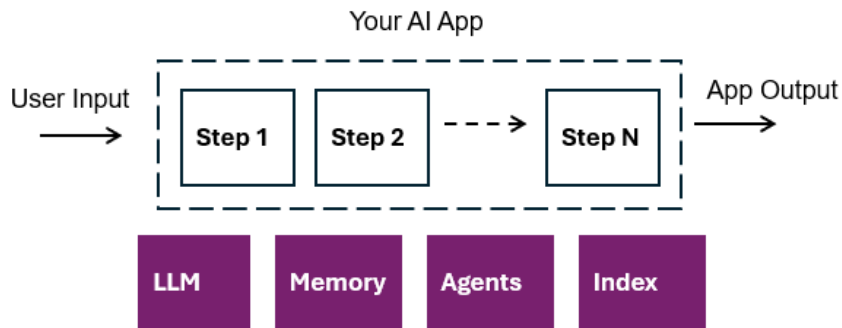 Your AI App
User Input
App Output
Step 1
Step 2
Step N
LLM
Memory
Agents
Index